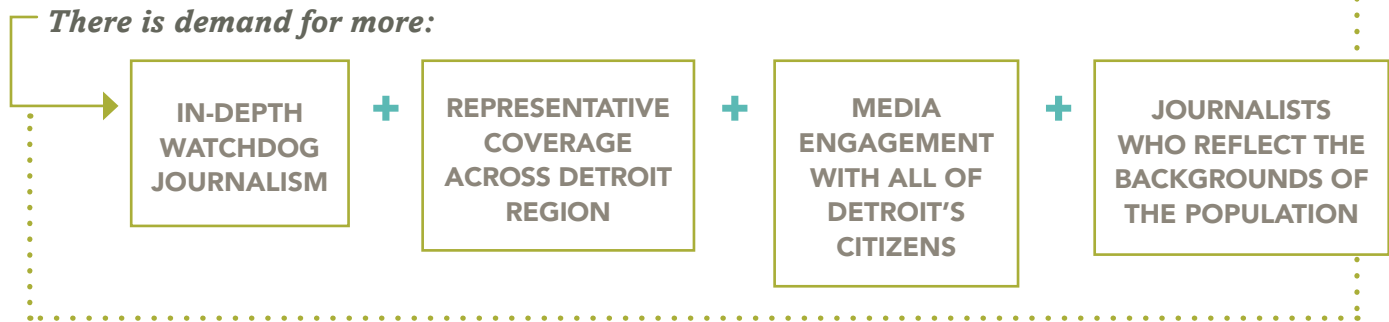 There is demand for more:
IN-DEPTH
WATCHDOG
JOURNALISM
+
REPRESENTATIVE
COVERAGE
ACROSS DETROIT
REGION
+
MEDIA
ENGAGEMENT
WITH ALL OF
DETROIT’S
CITIZENS
+
JOURNALISTS
WHO REFLECT THE
BACKGROUNDS OF
THE POPULATION